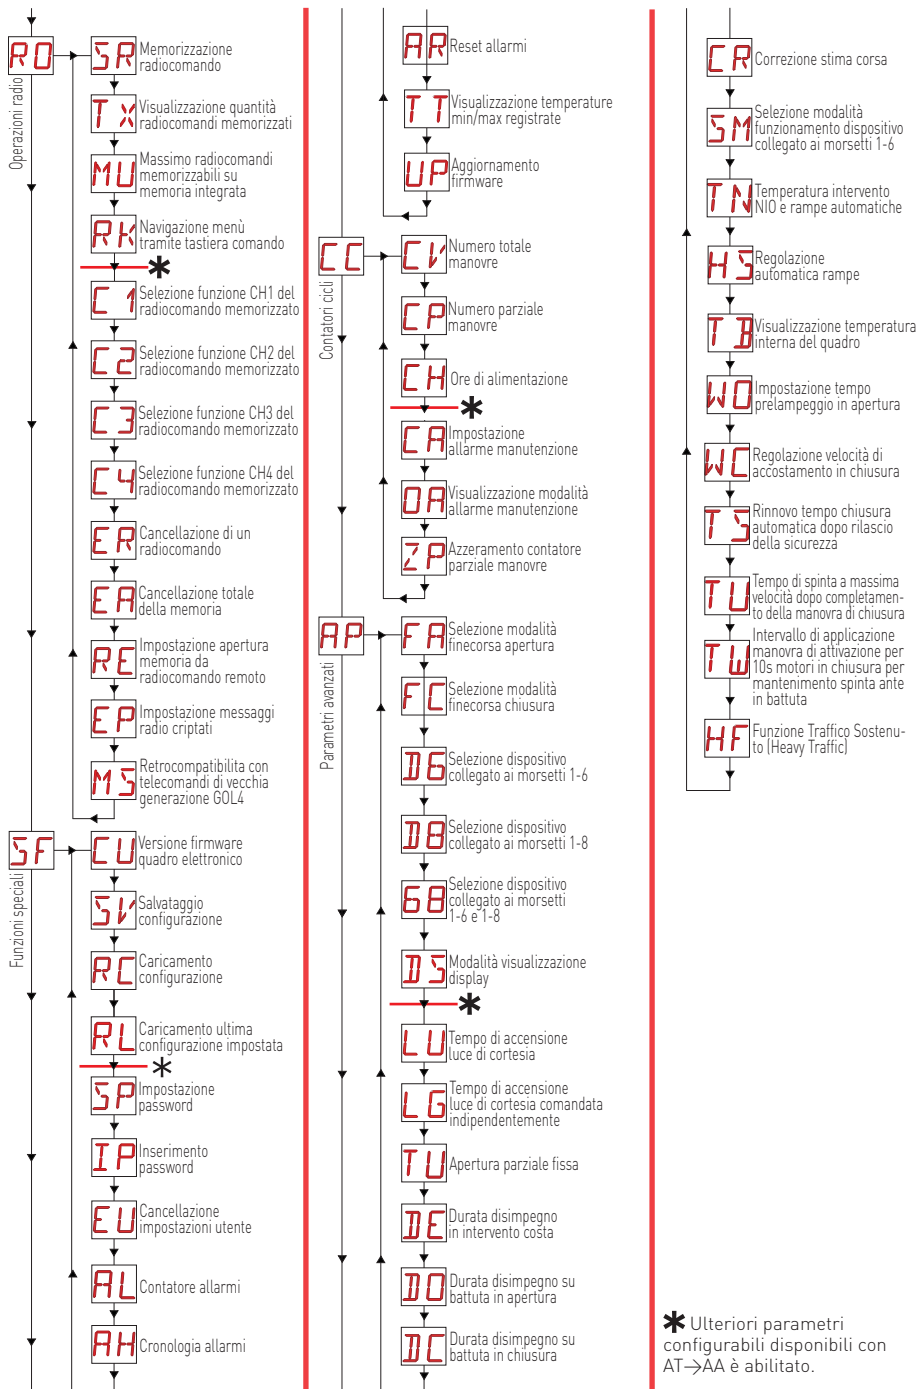 RO
Operazioni radio
SR
Memorizzazione
radiocomando
TX
Visualizzazione quantità
radiocomandi memorizzati
MU
Massimo radiocomandi
memorizzabili su
memoria integrata
RK
Navigazione menù
tramite tastiera comando
*
C1
Selezione funzione CH1 del
radiocomando memorizzato
C2
Selezione funzione CH2 del
radiocomando memorizzato
C3
Selezione funzione CH3 del
radiocomando memorizzato
C4
Selezione funzione CH4 del
radiocomando memorizzato
ER
Cancellazione di un
radiocomando
EA
Cancellazione totale
della memoria
RE
Impostazione apertura
memoria da
radiocomando remoto
EP
Impostazione messaggi
radio criptati
MS
Retrocompatibilita con
telecomandi di vecchia
generazione GOL4
SF
Funzioni speciali
CU
Versione firmware
quadro elettronico
SV
Salvataggio
configurazione
RC
Caricamento
configurazione
RL
Caricamento ultima
configurazione impostata
*
SP
Impostazione
password
IP
Inserimento
password
EU
Cancellazione
impostazioni utente
AL
Contatore allarmi
AH
Cronologia allarmi
AR
Reset allarmi
TT
Visualizzazione temperature
min/max registrate
UP
Aggiornamento
firmware
CC
Contatori cicli
CV
Numero totale
manovre
CP
Numero parziale
manovre
CH
Ore di alimentazione
*
CA
Impostazione
allarme manutenzione
OA
Visualizzazione modalità
allarme manutenzione
ZP
Azzeramento contatore
parziale manovre
AP
Parametri avanzati
FA
Selezione modalità
finecorsa apertura
FC
Selezione modalità
finecorsa chiusura
D6
Selezione dispositivo
collegato ai morsetti 1-6
D8
Selezione dispositivo
collegato ai morsetti 1-8
68
Selezione dispositivo
collegato ai morsetti
1-6 e 1-8
DS
Modalità visualizzazione
display
*
LU
Tempo di accensione
luce di cortesia
LG
Tempo di accensione
luce di cortesia comandata
indipendentemente
TU
Apertura parziale fissa
DE
Durata disimpegno
in intervento costa
DO
Durata disimpegno su
battuta in apertura
DC
Durata disimpegno su
battuta in chiusura
CR
Correzione stima corsa
SM
Selezione modalità
funzionamento dispositivo
collegato ai morsetti 1-6
TN
Temperatura intervento
NIO e rampe automatiche
HS
Regolazione
automatica rampe
TB
Visualizzazione temperatura
interna del quadro
WO
Impostazione tempo
prelampeggio in apertura
WC
Regolazione velocità di
accostamento in chiusura
TS
Rinnovo tempo chiusura
automatica dopo rilascio
della sicurezza
TU
Tempo di spinta a massima
velocità dopo completamen-
to della manovra di chiusura
TW
Intervallo di applicazione
manovra di attivazione per
10s motori in chiusura per
mantenimento spinta ante
in battuta
HF
Funzione Traffico Sostenu-
to (Heavy Traffic)
* Ulteriori parametri
configurabili disponibili con
AT→AA è abilitato.